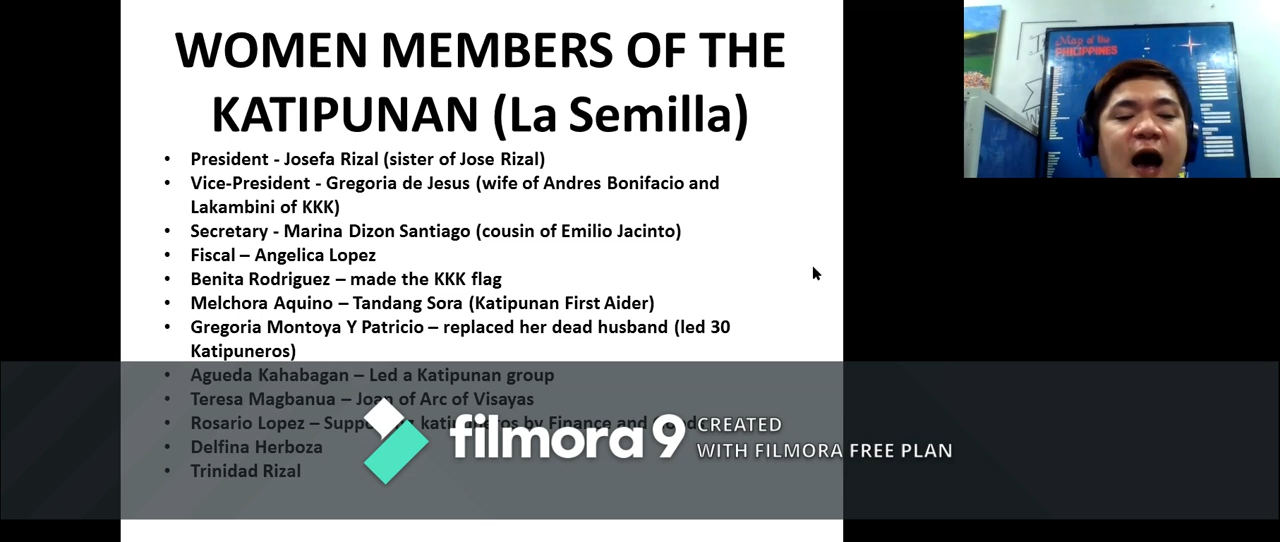 WOMEN MEMBERS OF THE
KATIPUNAN (La Semilla)
• President - Josefa Rizal (sister of Jose Rizal)
• Vice-President - Gregoria de Jesus (wife of Andres Bonifacio and
Lakambini of KKK)
• Secretary - Marina Dizon Santiago (cousin of Emilio Jacinto)
• Fiscal – Angelica Lopez
• Benita Rodriguez – made the KKK flag
• Melchora Aquino – Tandang Sora (Katipunan First Aider)
• Gregoria Montoya Y Patricio – replaced her dead husband (led 30
Katipuneros)
• Agueda Kahabagan – Led a Katipunan group
• Teresa Magbanua – Joan of Arc of Visayas
• Rosario Lopez – by Finance and
• Delfina Herboza
• Trinidad Rizal
filmora 9
CREATED
WITH FILMORA FREE PLAN
Map of the
PHILIPPINES